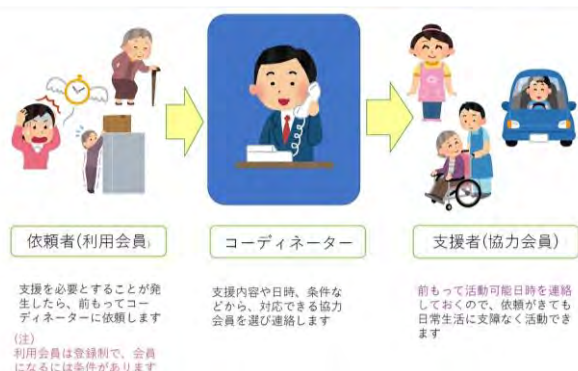 依頼者(利用会員)
コーディネーター
支援者(協力会員)
支援を必要とすることが発
生したら、前もってコー
ディネーターに依頼します
(注)
利用会員は登録制で、会員
になるには条件があります
支援内容や日時、条件な
どから、対応できる協力
会員を選び連絡します
前もって活動可能日時を連絡
しておくので、依頼がきても
日常生活に支障なく活動でき
ます